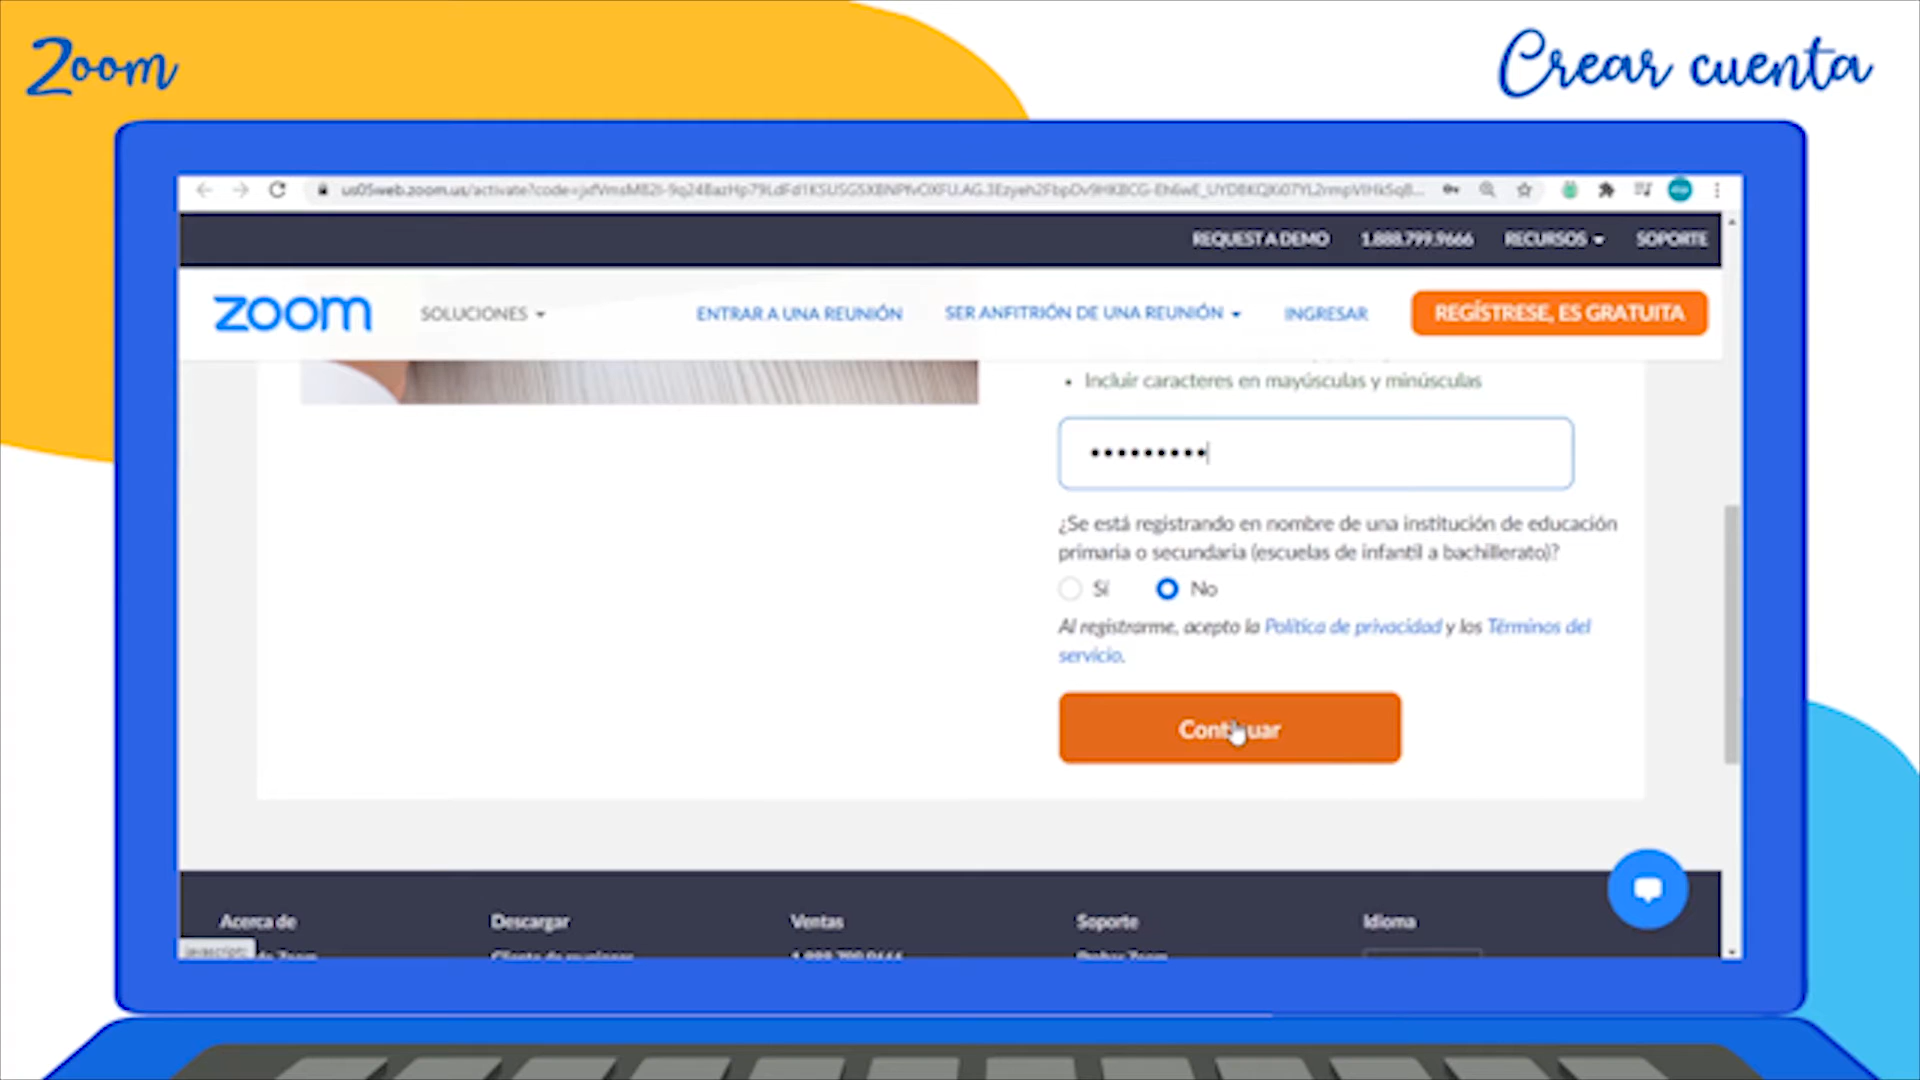 Zoom
Crear cuenta
REQUEST A DEMO 1.888.799.9666 RECURSOS SOPORTE
zoom SOLUCIONES ENTRAR A UNA REUNIÓN SER ANFITRIÓN DE UNA REUNIÓN INGRESAR REGÍSTRESE, ES GRATUITA
• Incluir caracteres en mayúsculas y minúsculas
•••••••••
¿Se está registrando en nombre de una institución de educación
primaria o secundaria (escuelas de infantil a bachillerato)?
Sí No
Al registrarme, acepto la Política de privacidad y los Términos del
servicio.
Continuar
Acerca de Descargar Ventas Soporte Idioma